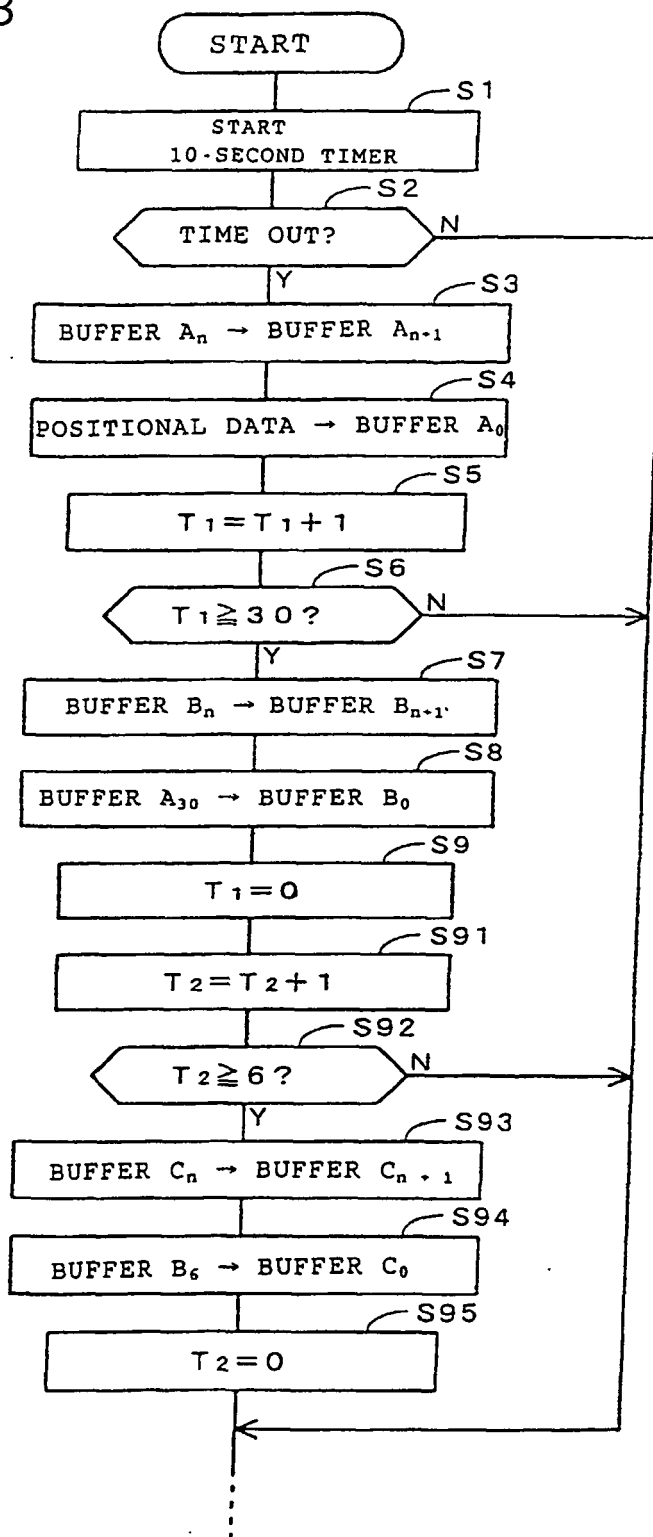 START
S1
START
10-SECOND TIMER
S2
TIME OUT?
N
Y
S3
BUFFER Aₙ → BUFFER Aₙ₊₁
S4
POSITIONAL DATA → BUFFER A₀
S5
T₁=T₁+1
S6
T₁≧30?
N
Y
S7
BUFFER Bₙ → BUFFER Bₙ₊₁
S8
BUFFER A₃₀ → BUFFER B₀
S9
T₁=0
S91
T₂=T₂+1
S92
T₂≧6?
N
Y
S93
BUFFER Cₙ → BUFFER Cₙ₊₁
S94
BUFFER B₆ → BUFFER C₀
S95
T₂=0